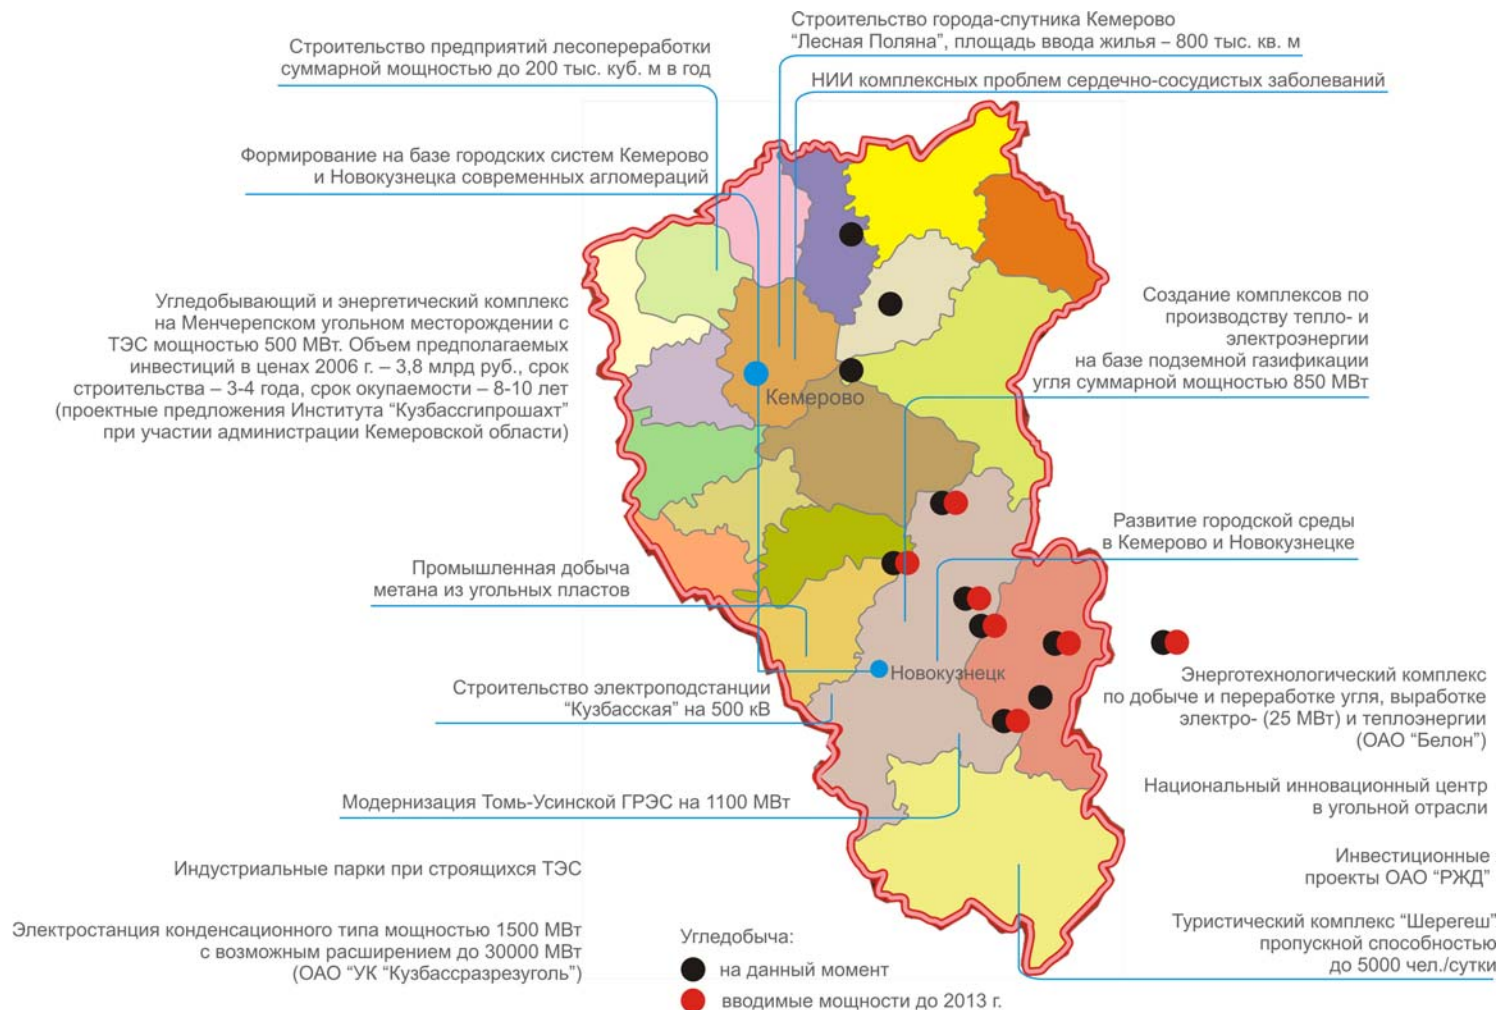 Строительство города-спутника Кемерово
“Лесная Поляна”, площадь ввода жилья – 800 тыс. кв. м
Строительство предприятий лесопереработки
суммарной мощностью до 200 тыс. куб. м в год
НИИ комплексных проблем сердечно-сосудистых заболеваний
Формирование на базе городских систем Кемерово
и Новокузнецка современных агломераций
Угледобывающий и энергетический комплекс
на Менчерепском угольном месторождении с
ТЭС мощностью 500 МВт. Объем предполагаемых
инвестиций в ценах 2006 г. – 3,8 млрд руб., срок
строительства – 3-4 года, срок окупаемости – 8-10 лет
(проектные предложения Института “Кузбассгипрошахт”
при участии администрации Кемеровской области)
Создание комплексов по
производству тепло- и
электроэнергии
на базе подземной газификации
угля суммарной мощностью 850 МВт
Кемерово
Развитие городской среды
в Кемерово и Новокузнецке
Промышленная добыча
метана из угольных пластов
Новокузнецк
Строительство электроподстанции
“Кузбасская” на 500 кВ
Энерготехнологический комплекс
по добыче и переработке угля, выработке
электро- (25 МВт) и теплоэнергии
(ОАО “Белон”)
Национальный инновационный центр
в угольной отрасли
Модернизация Томь-Усинской ГРЭС на 1100 МВт
Инвестиционные
проекты ОАО “РЖД”
Индустриальные парки при строящихся ТЭС
Электростанция конденсационного типа мощностью 1500 МВт
с возможным расширением до 30000 МВт
(ОАО “УК “Кузбассразрезуголь”)
Туристический комплекс “Шерегеш”
пропускной способностью
до 5000 чел./сутки
Угледобыча:
на данный момент
вводимые мощности до 2013 г.